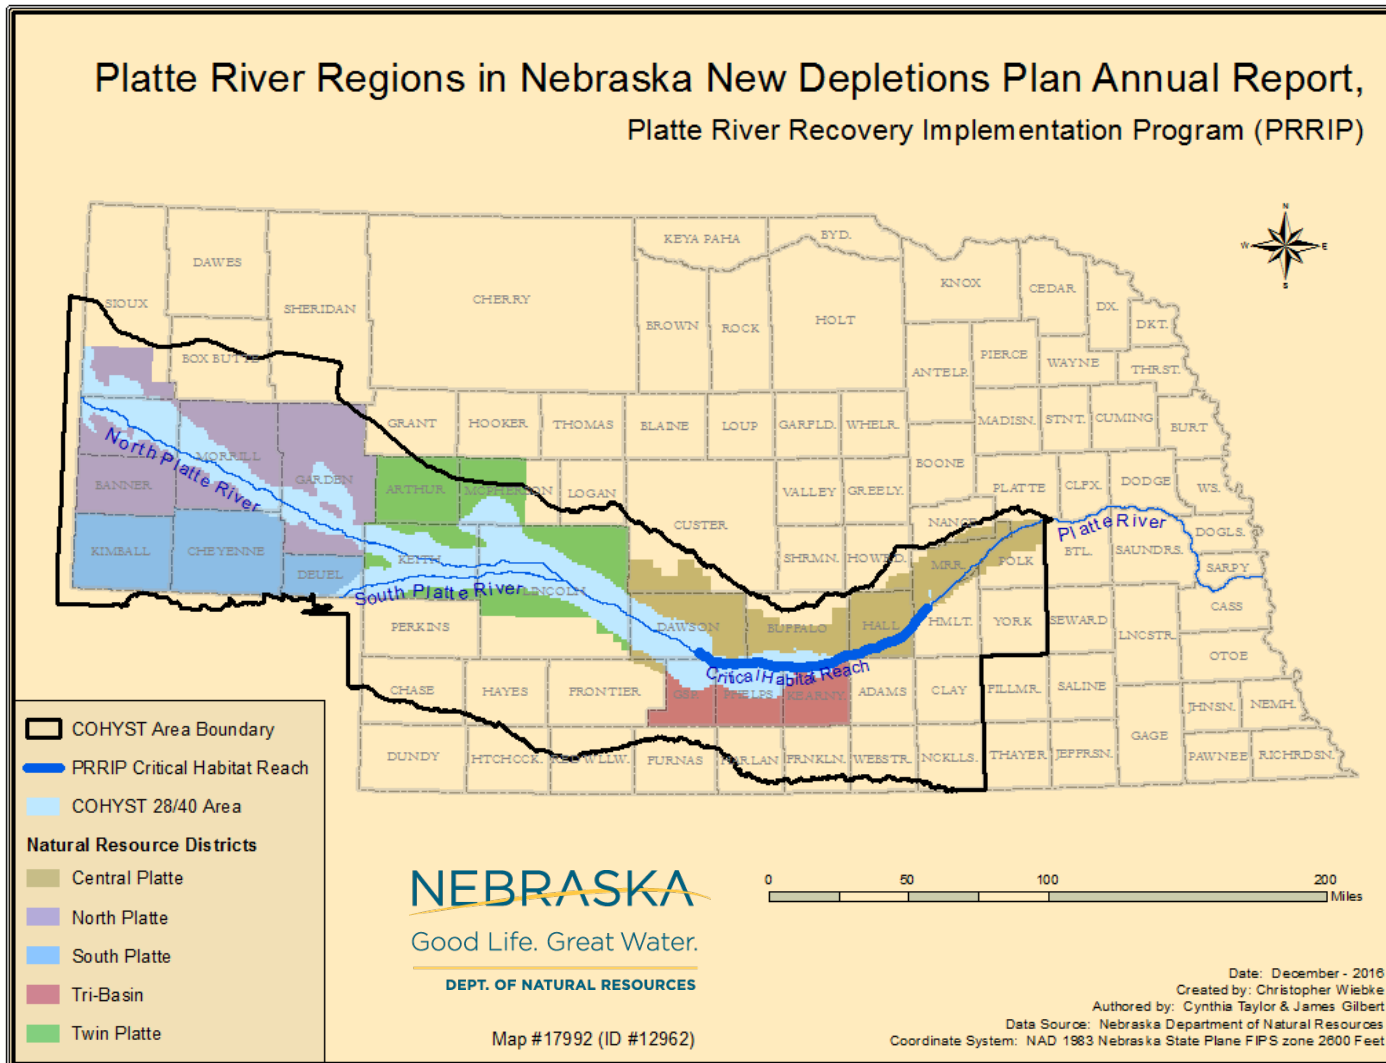 Platte River Regions in Nebraska New Depletions Plan Annual Report,
Platte River Recovery Implementation Program (PRRIP)
N
W E
S
KEYA PAHA
BYD.
DAWES
SIOUX
SHERIDAN
CHERRY
BROWN
ROCK
HOLT
KNOX
CEDAR
DX.
DKT.
BOX BUTTE
ANTELP.
PIERCE
WAYNE
THRST.
GRANT
HOOKER
THOMAS
BLAINE
LOUP
GARFLD.
WHELR.
MADISN.
STNT.
CUMING
BURT
North Platte River
MORRILL
GARDEN
BANNER
ARTHUR
MCPHERSON
LOGAN
CUSTER
VALLEY
GREELY.
BOONE
PLATTE
CLFX.
DODGE
WS.
NANCE
Platte River
DOGLS.
KIMBALL
CHEYENNE
DEUEL
KEITH
LINCOLN
South Platte River
SHRMN.
HOWRD.
MRR.
POLK
BTL.
SAUNDRS.
SARPY
CASS
PERKINS
DAWSON
BUFFALO
HALL
HMLT.
YORK
SEWARD
LNCSTR.
OTOE
Critical Habitat Reach
CHASE
HAYES
FRONTIER
GSP.
PHELPS
KEARNY.
ADAMS
CLAY
FILLMR.
SALINE
JHNSN.
NEMH.
GAGE
DUNDY
HTCHCCK.
RED WLLW.
FURNAS
HARLAN
FRNKLN.
WEBSTR.
NCKLLS.
THAYER
JEFFRSN.
PAWNEE
RICHRDSN.
COHYST Area Boundary
PRRIP Critical Habitat Reach
COHYST 28/40 Area
Natural Resource Districts
Central Platte
North Platte
South Platte
Tri-Basin
Twin Platte
NEBRASKA
Good Life. Great Water.
DEPT. OF NATURAL RESOURCES
Map #17992 (ID #12962)
0 50 100 200
Miles
Date: December - 2016
Created by: Christopher Wiebke
Authored by: Cynthia Taylor & James Gilbert
Data Source: Nebraska Department of Natural Resources
Coordinate System: NAD 1983 Nebraska State Plane FIPS zone 2600 Feet